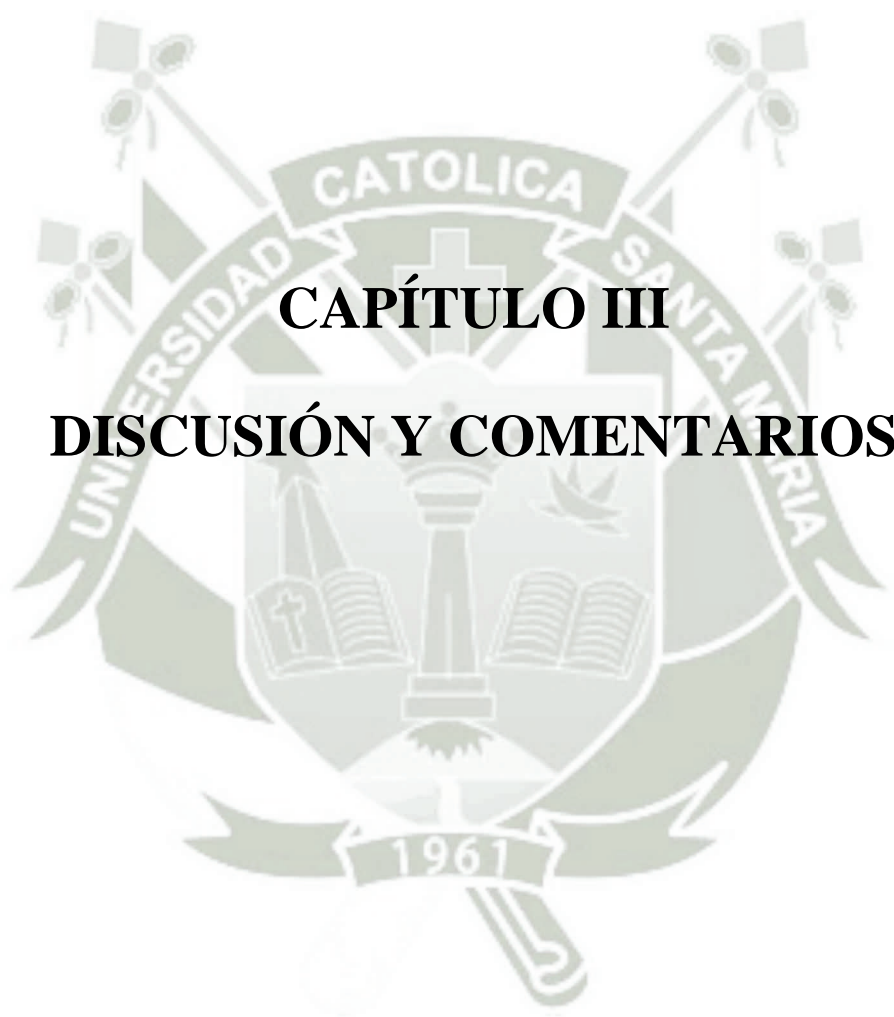 CATOLICA
UNIVERSIDAD
SANTA MARIA
CAPÍTULO III
DISCUSIÓN Y COMENTARIOS
1961